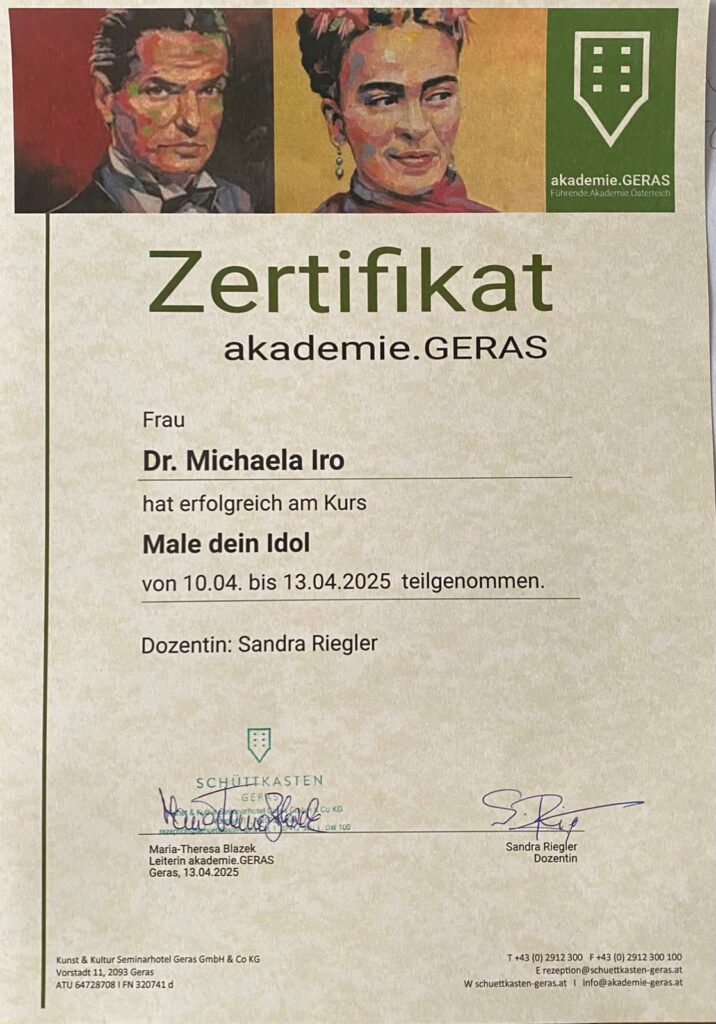 akademie.GERAS
Führende.Akademie.Österreich
Zertifikat
akademie.GERAS
Frau
Dr. Michaela Iro
hat erfolgreich am Kurs
Male dein Idol
von 10.04. bis 13.04.2025 teilgenommen.
Dozentin: Sandra Riegler
SCHÜTTKASTEN
GERAS
Maria-Theresa Blazek
Leiterin akademie.GERAS
Geras, 13.04.2025
Sandra Riegler
Dozentin
Kunst & Kultur Seminarhotel Geras GmbH & Co KG
Vorstadt 11, 2093 Geras
ATU 64728708 I FN 320741 d
T +43 (0) 2912 300 F +43 (0) 2912 300 100
E rezeption@schuettkasten-geras.at
W schuettkasten-geras.at I info@akademie-geras.at